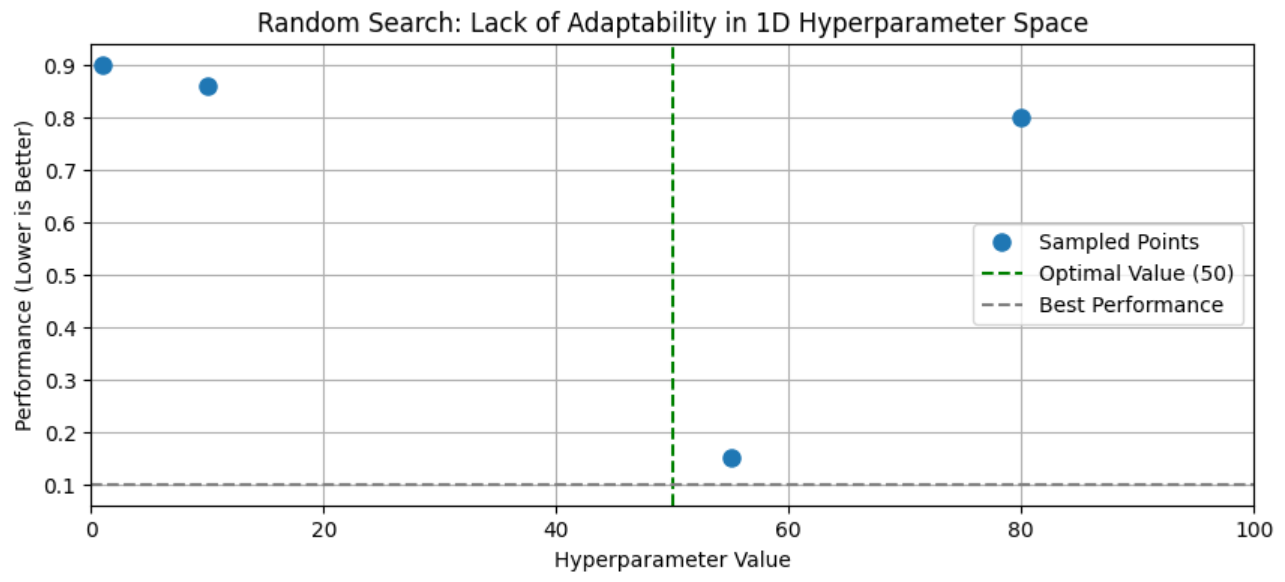 Random Search: Lack of Adaptability in 1D Hyperparameter Space
Performance (Lower is Better)
0.9
0.8
0.7
0.6
0.5
0.4
0.3
0.2
0.1
Sampled Points
Optimal Value (50)
Best Performance
0
20
40
60
80
100
Hyperparameter Value